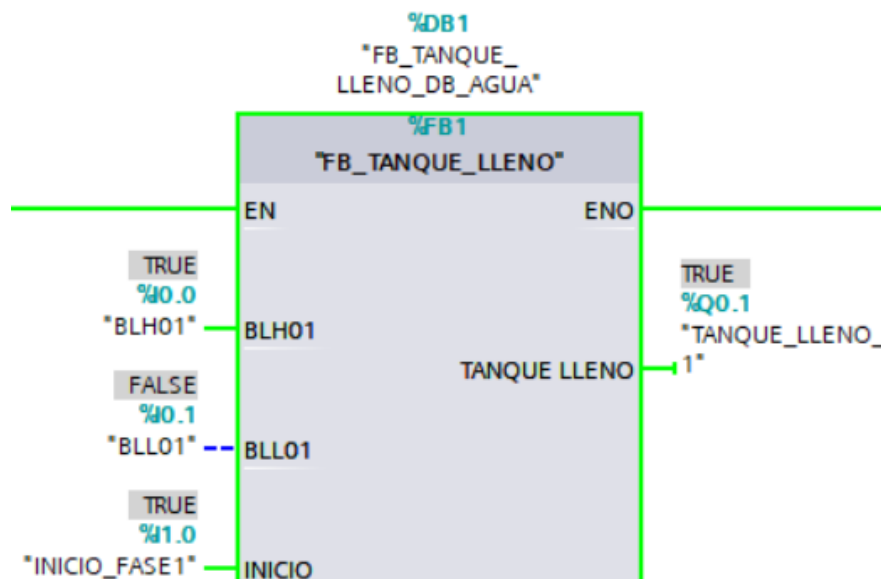 %DB1
"FB_TANQUE_
LLENO_DB_AGUA"
%FB1
"FB_TANQUE_LLENO"
EN
ENO
TRUE
%I0.0
"BLH01"
BLH01
TRUE
%Q0.1
"TANQUE_LLENO_
1"
TANQUE LLENO
FALSE
%I0.1
"BLL01"
BLL01
TRUE
%I1.0
"INICIO_FASE1"
INICIO